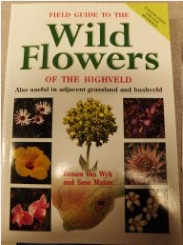 FIELD GUIDE TO THE
Wild
Flowers
OF THE HIGHVELD
Also useful in adjacent grassland and bushveld
van Wyk
and Sasa Malan